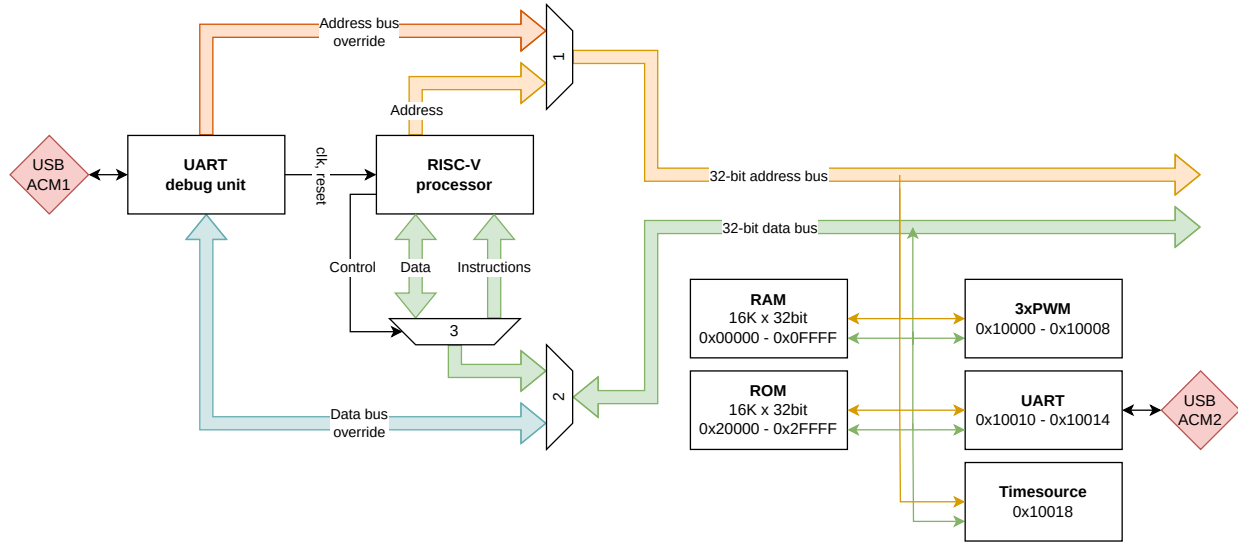 Address bus
override
1
Address
USB
ACM1
UART
debug unit
clk, reset
RISC-V
processor
32-bit address bus
32-bit data bus
Control
Data
Instructions
3
2
Data bus
override
RAM
16K x 32bit
0x00000 - 0x0FFFF
3xPWM
0x10000 - 0x10008
ROM
16K x 32bit
0x20000 - 0x2FFFF
UART
0x10010 - 0x10014
USB
ACM2
Timesource
0x10018